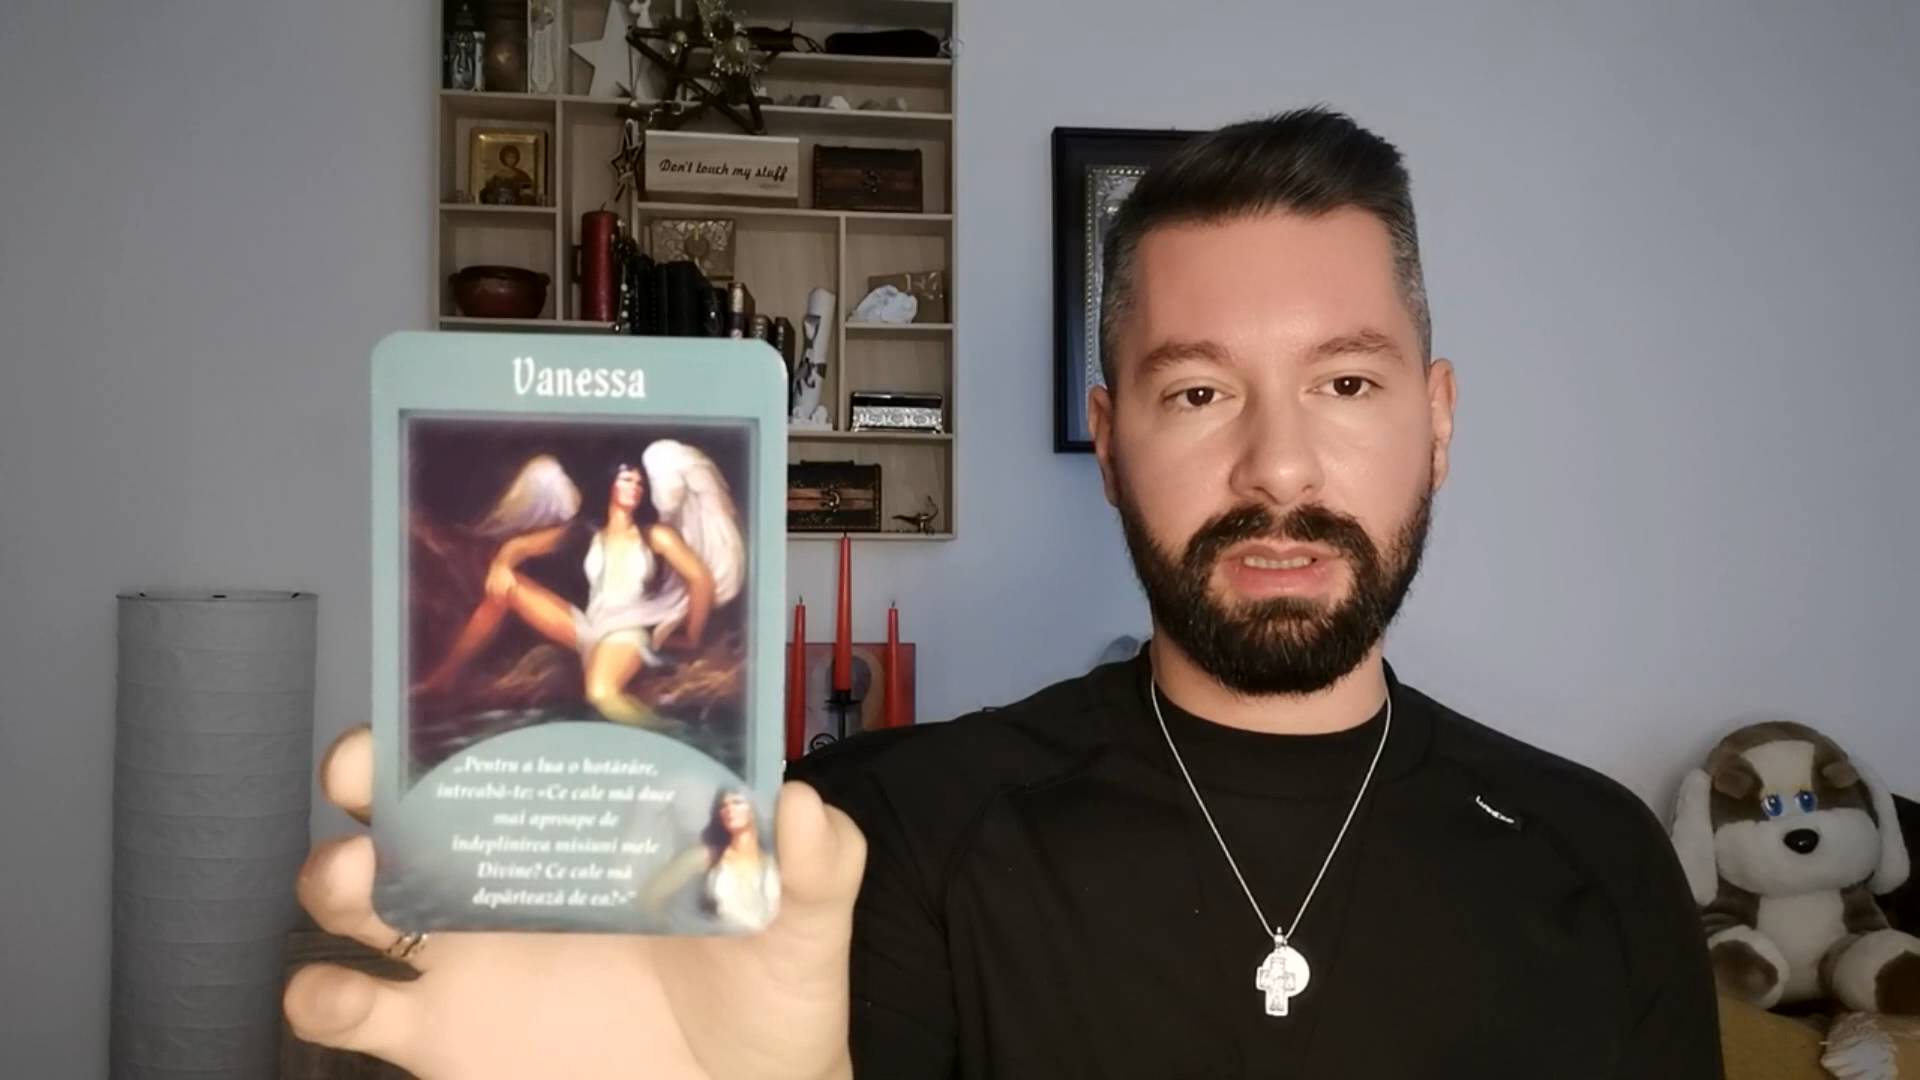 Don't touch my stuff
Vanessa
„Pentru a lua o hotărâre,
întreabă-te: «Ce cale mă duce
mai aproape de
îndeplinirea misiunii mele
Divine? Ce cale mă
depărtează de ea?»”